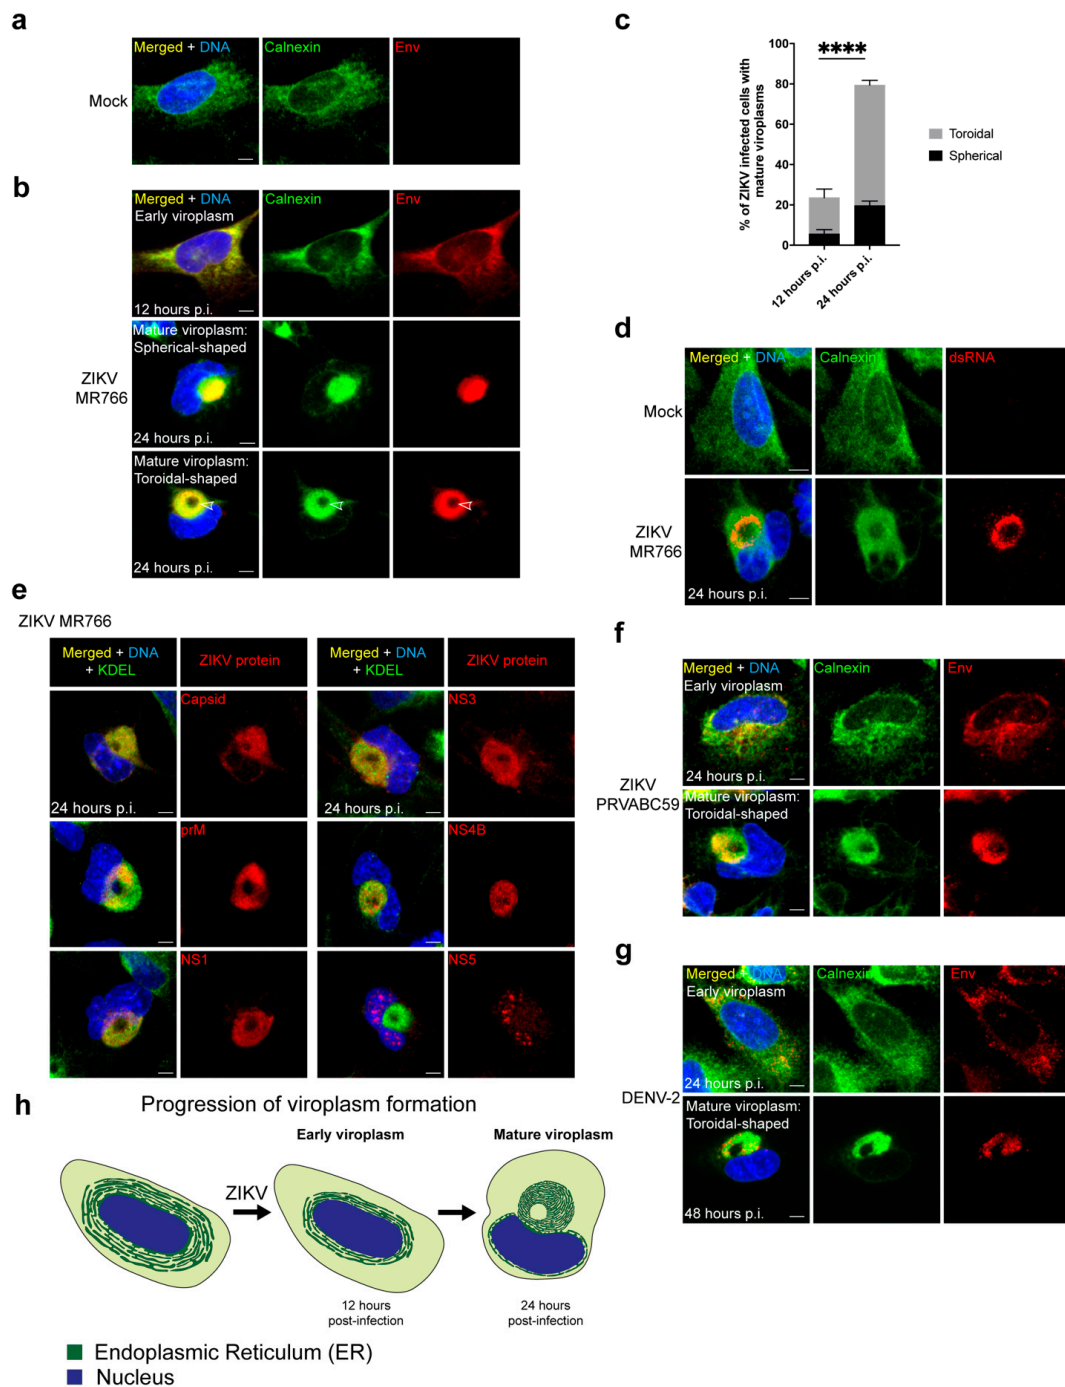 a
Merged + DNA
Calnexin
Env
Mock
b
Merged + DNA
Early viroplasm
Calnexin
Env
12 hours p.i.
Mature viroplasm:
Spherical-shaped
24 hours p.i.
ZIKV
MR766
Mature viroplasm:
Toroidal-shaped
24 hours p.i.
c
% of ZIKV infected cells with
mature viroplasms
100
80
60
40
20
0
****
12 hours p.i.
24 hours p.i.
Toroidal
Spherical
d
Merged + DNA
Calnexin
dsRNA
Mock
ZIKV
MR766
24 hours p.i.
e
ZIKV MR766
Merged + DNA
+ KDEL
ZIKV protein
Merged + DNA
+ KDEL
ZIKV protein
Capsid
NS3
24 hours p.i.
24 hours p.i.
prM
NS4B
NS1
NS5
f
Merged + DNA
Early viroplasm
Calnexin
Env
24 hours p.i.
ZIKV
PRVABC59
Mature viroplasm:
Toroidal-shaped
g
Merged + DNA
Early viroplasm
Calnexin
Env
24 hours p.i.
DENV-2
Mature viroplasm:
Toroidal-shaped
48 hours p.i.
h
Progression of viroplasm formation
Early viroplasm
Mature viroplasm
ZIKV
12 hours
post-infection
24 hours
post-infection
Endoplasmic Reticulum (ER)
Nucleus